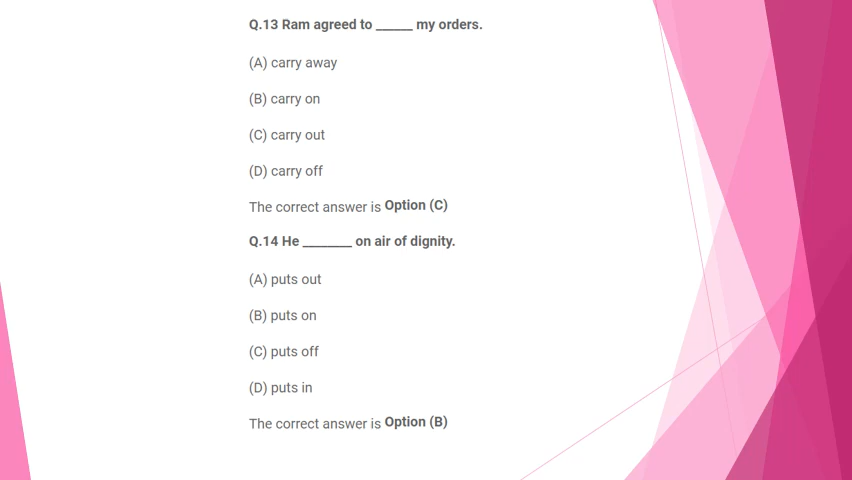 Q.13 Ram agreed to ______ my orders.
(A) carry away
(B) carry on
(C) carry out
(D) carry off
The correct answer is Option (C)
Q.14 He ________ on air of dignity.
(A) puts out
(B) puts on
(C) puts off
(D) puts in
The correct answer is Option (B)